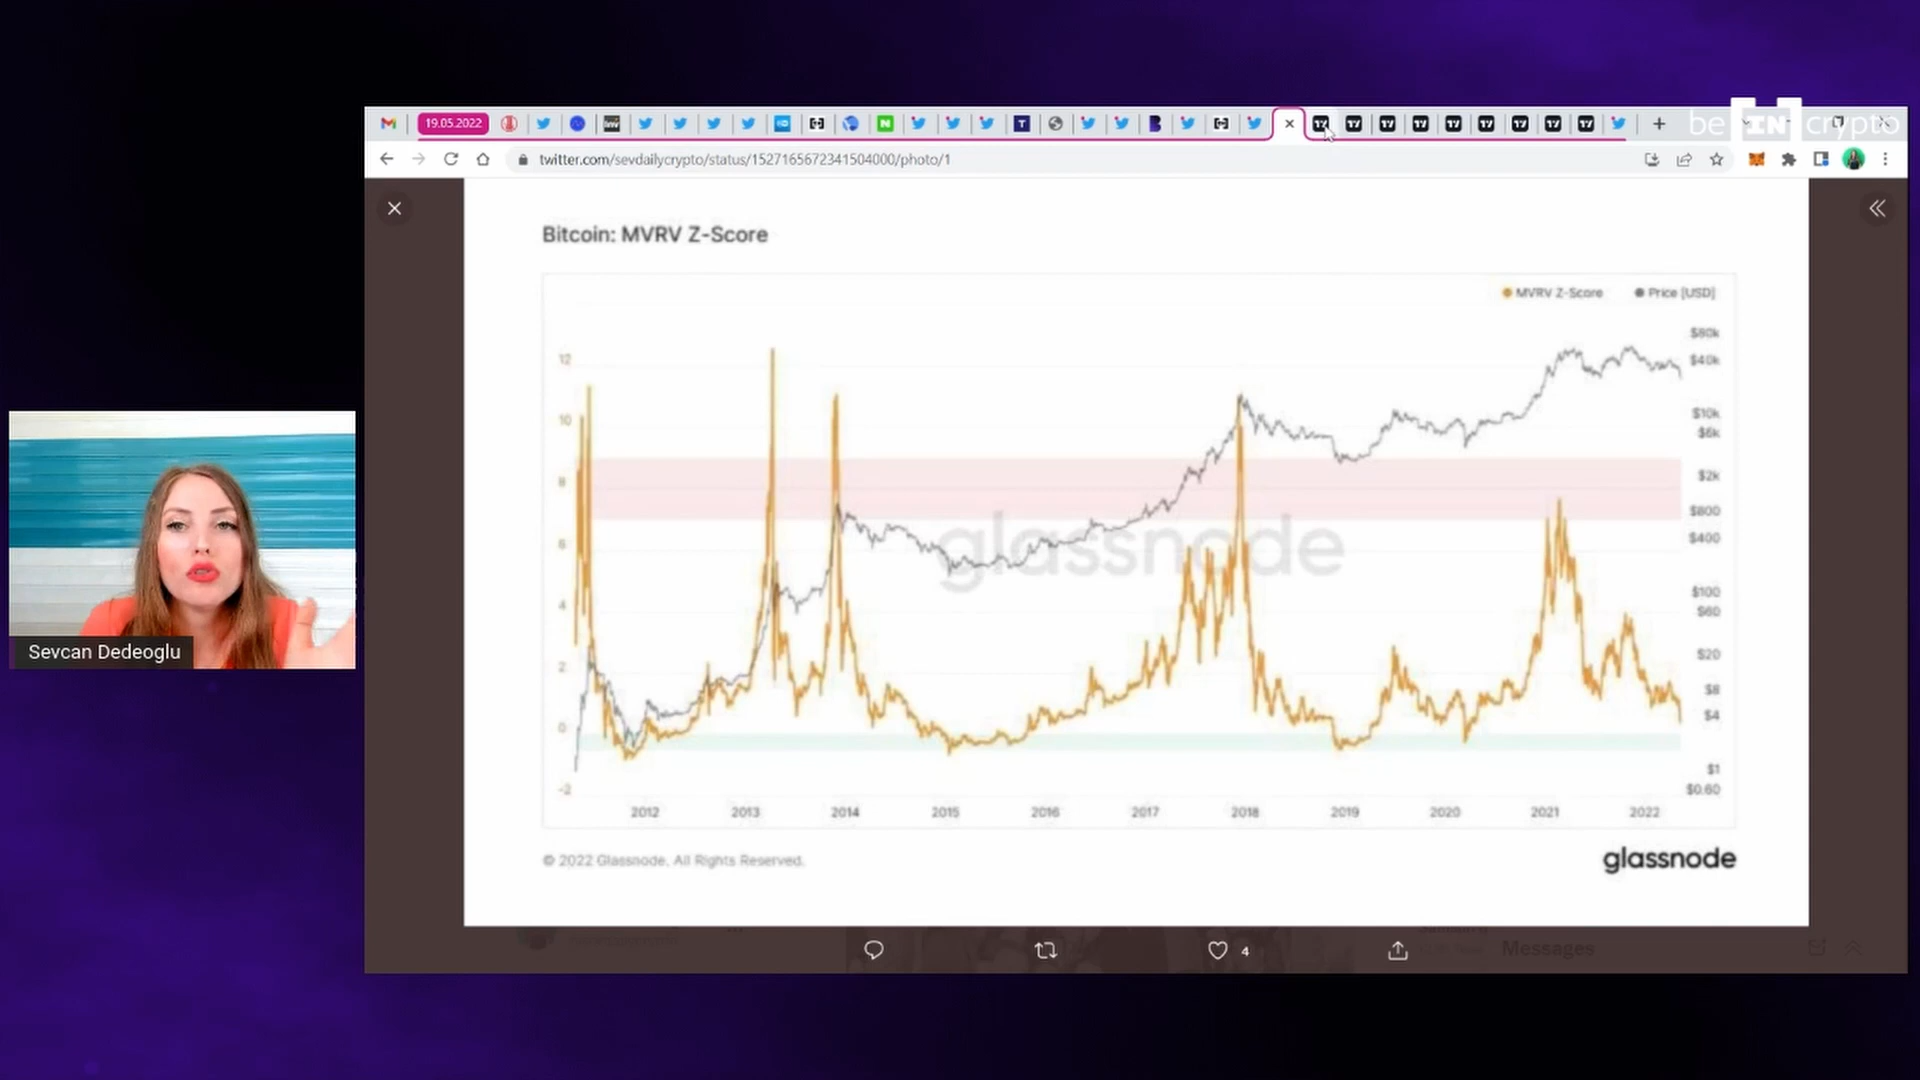 19.05.2022
be IN crypto
twitter.com/sevdailycrypto/status/1527165672341504000/photo/1
Bitcoin: MVRV Z-Score
MVRV Z-Score
Price [USD]
12
10
8
6
4
2
0
-2
$80k
$40k
$10k
$6k
$2k
$800
$400
$100
$60
$20
$8
$4
$1
$0.60
glassnode
2012 2013 2014 2015 2016 2017 2018 2019 2020 2021 2022
© 2022 Glassnode. All Rights Reserved.
glassnode
Sevcan Dedeoglu
4
Messages